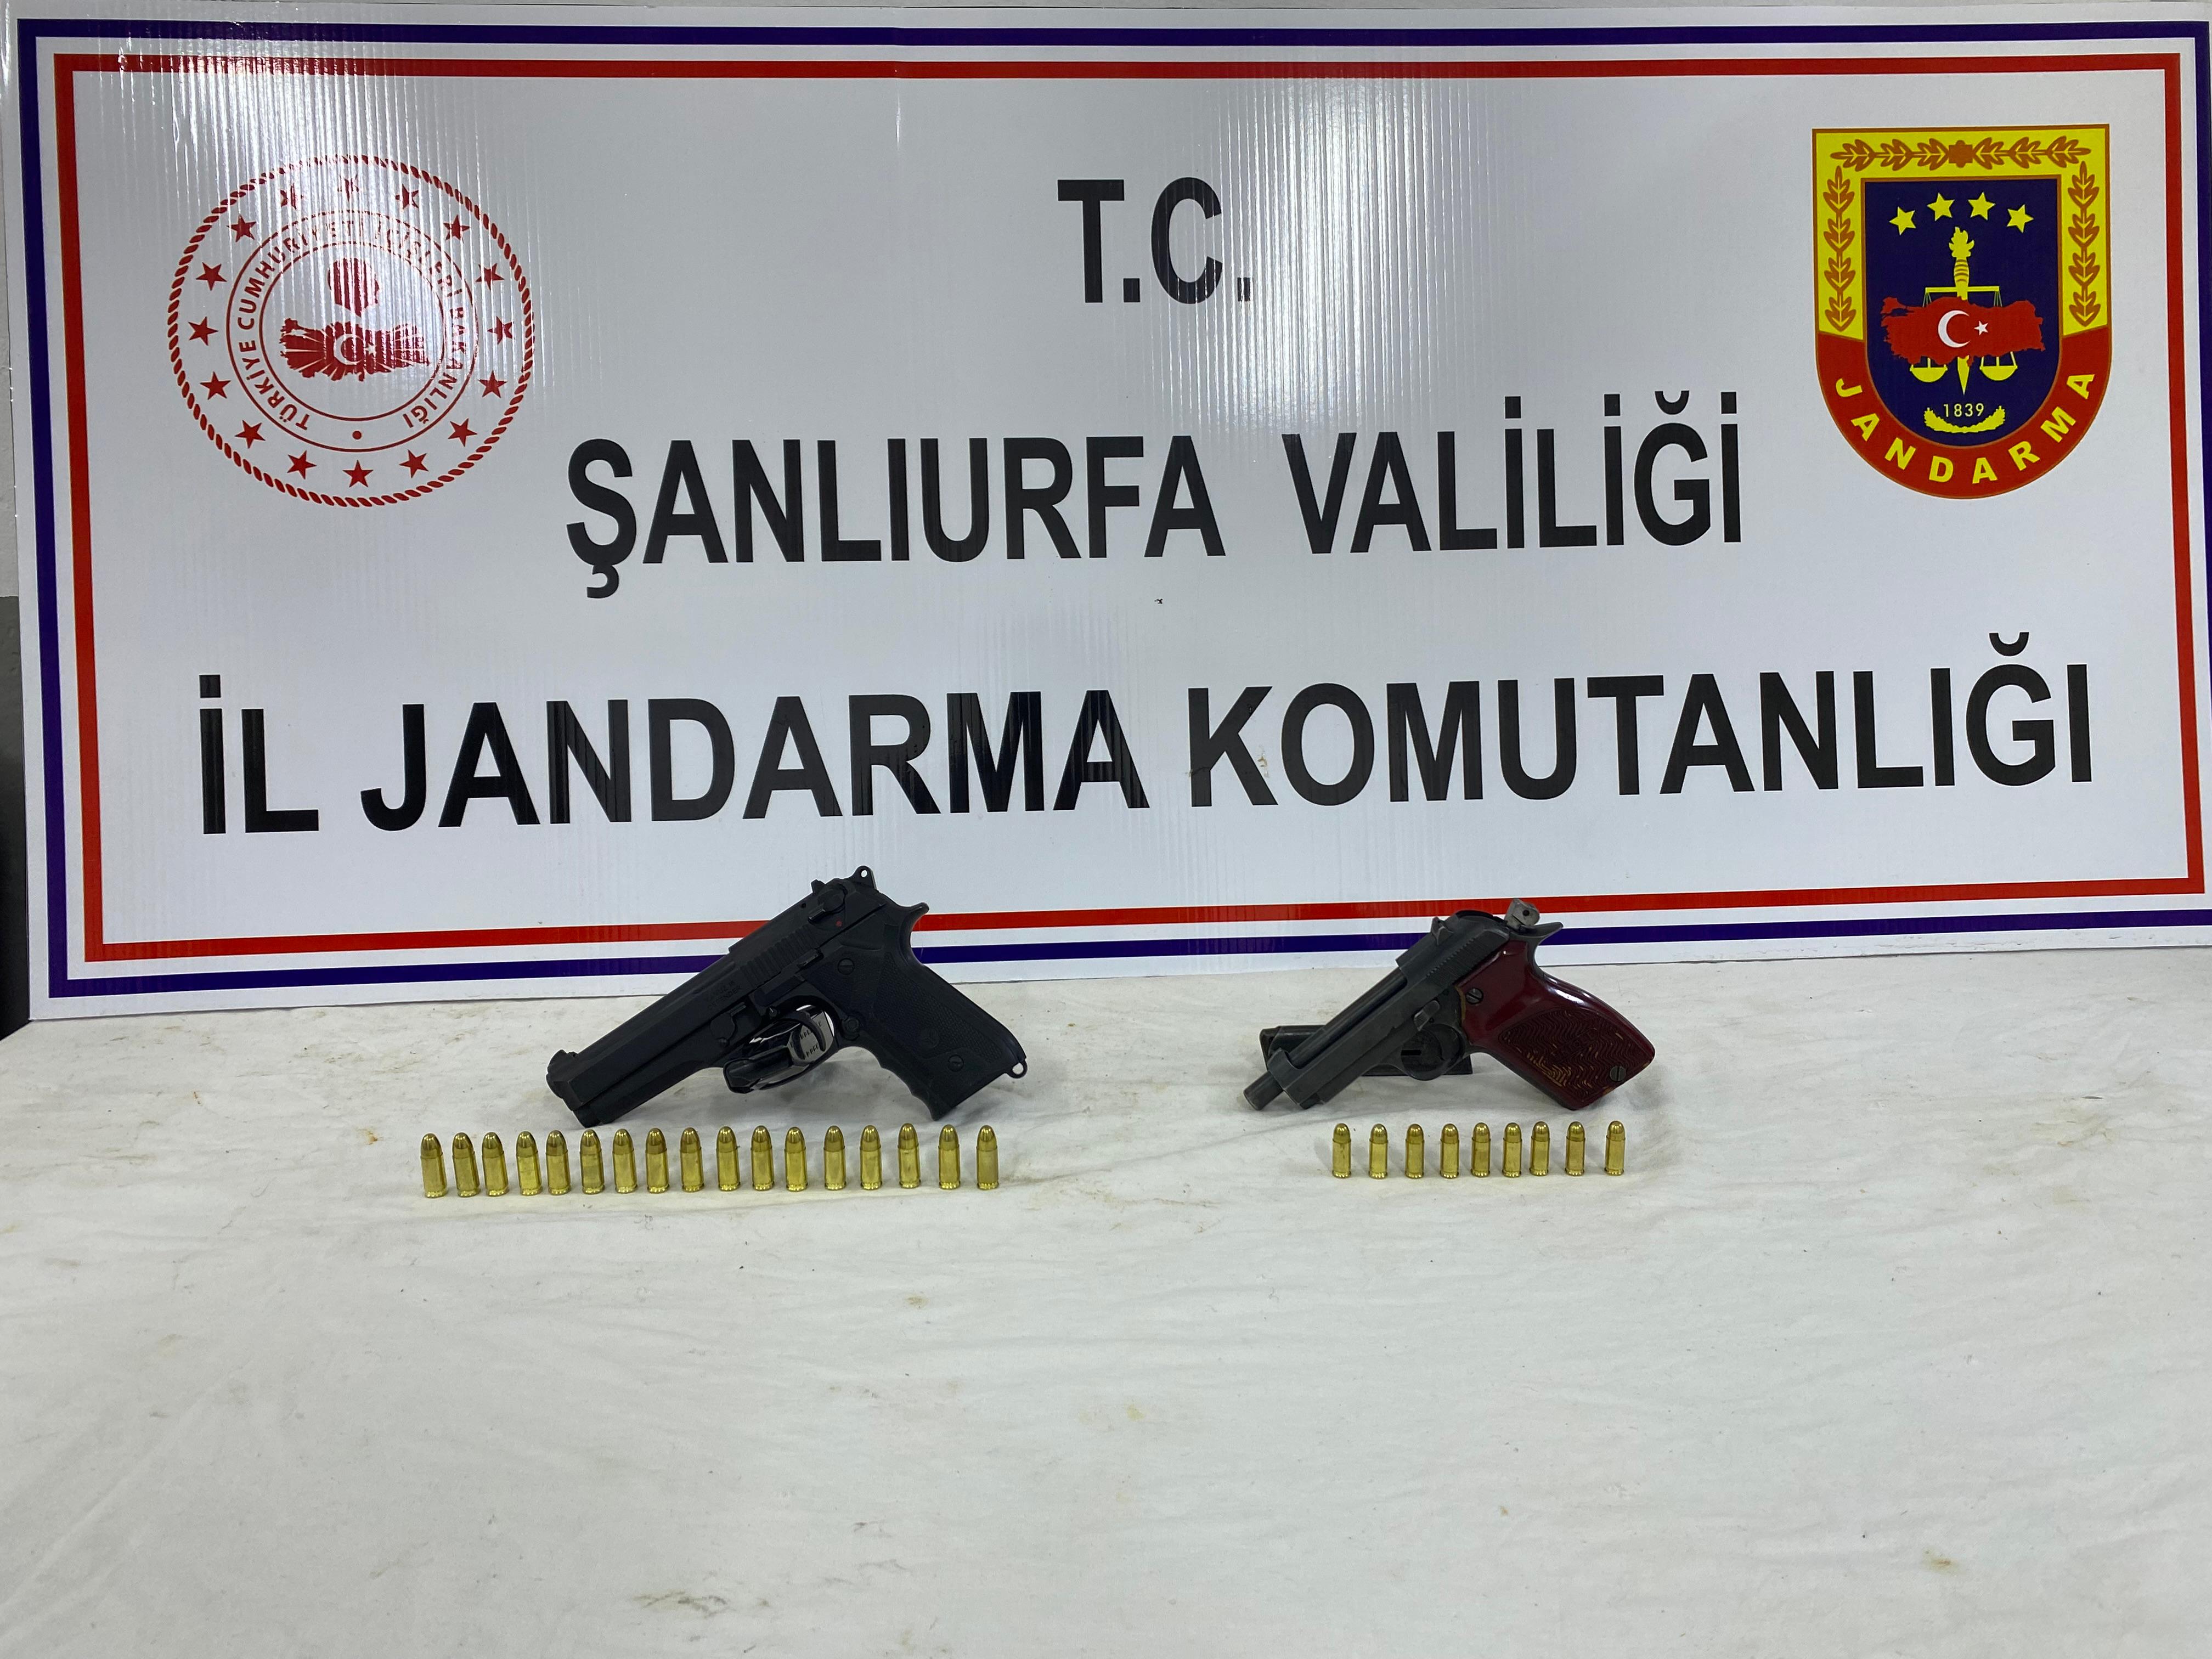 T.C.
ŞANLIURFA VALİLİĞİ
İL JANDARMA KOMUTANLIĞI
TÜRKİYE CUMHURİYETİ İÇİŞLERİ BAKANLIĞI
1839
JANDARMA